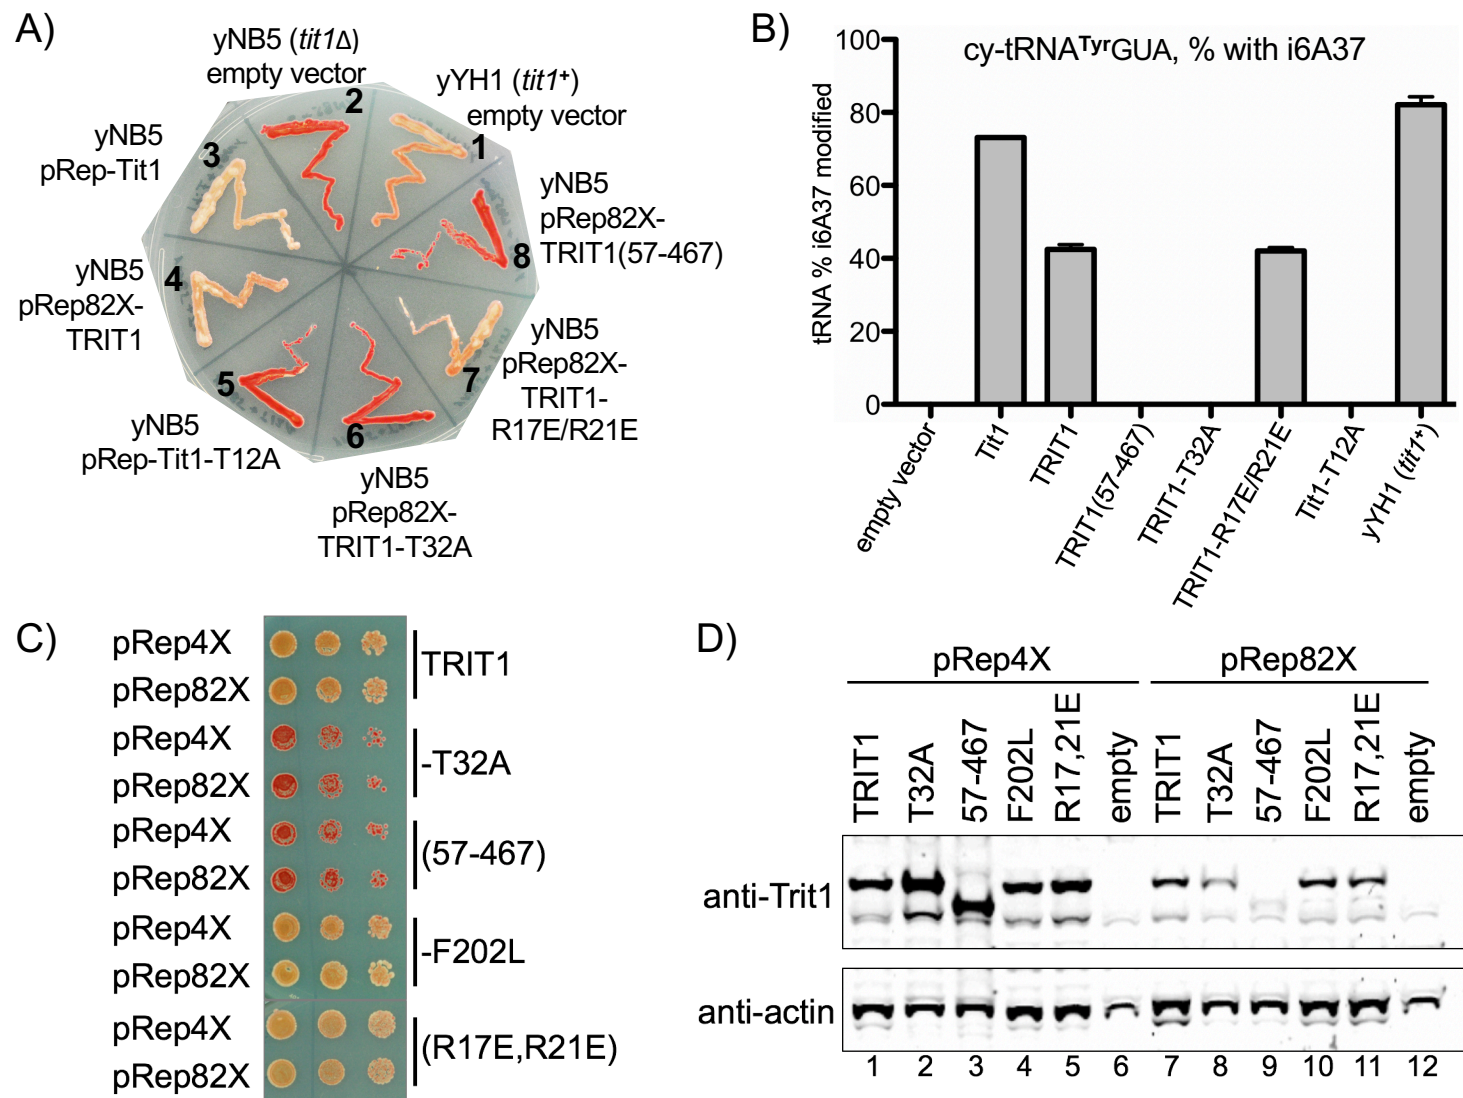 A)
yNB5 (tit1Δ)
empty vector
yYH1 (tit1⁺)
empty vector
yNB5
pRep-Tit1
yNB5
pRep82X-
TRIT1(57-467)
yNB5
pRep82X-
TRIT1
yNB5
pRep82X-
TRIT1-
R17E/R21E
yNB5
pRep-Tit1-T12A
yNB5
pRep82X-
TRIT1-T32A
2
1
3
8
4
7
5
6
B)
cy-tRNATyrGUA, % with i6A37
tRNA % i6A37 modified
100
80
60
40
20
0
empty vector
Tit1
TRIT1
TRIT1(57-467)
TRIT1-T32A
TRIT1-R17E/R21E
Tit1-T12A
yYH1 (tit1⁺)
C)
pRep4X
pRep82X
TRIT1
pRep4X
pRep82X
-T32A
pRep4X
pRep82X
(57-467)
pRep4X
pRep82X
-F202L
pRep4X
pRep82X
(R17E,R21E)
D)
pRep4X pRep82X
TRIT1 T32A 57-467 F202L R17,21E empty TRIT1 T32A 57-467 F202L R17,21E empty
anti-Trit1
anti-actin
1 2 3 4 5 6 7 8 9 10 11 12